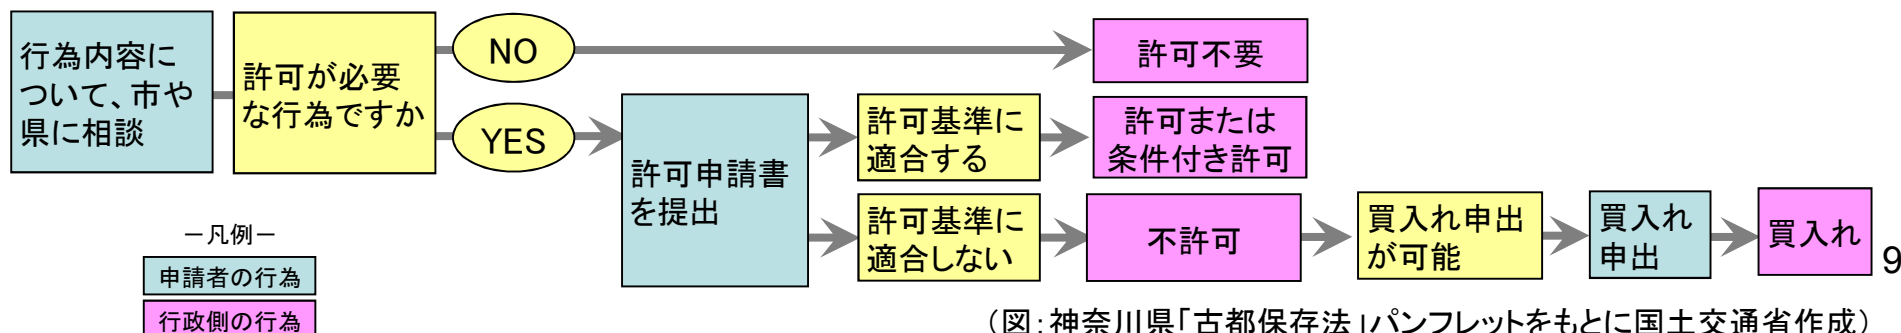 行為内容に
ついて、市や
県に相談
許可が必要
な行為ですか
NO
許可不要
YES
許可申請書
を提出
許可基準に
適合する
許可または
条件付き許可
許可基準に
適合しない
不許可
買入れ申出
が可能
買入れ
申出
買入れ
9
－凡例－
申請者の行為
行政側の行為
（図：神奈川県「古都保存法」パンフレットをもとに国土交通省作成）